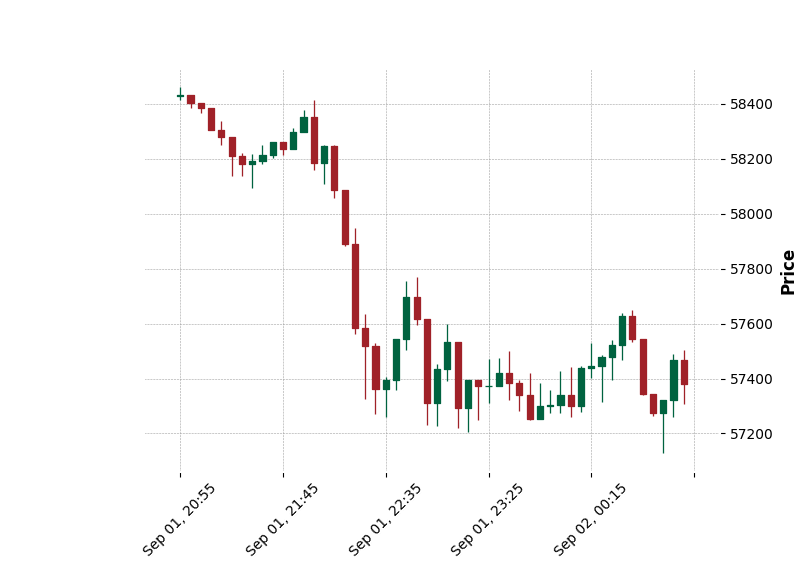 58400
58200
58000
57800
57600
57400
57200
Price
Sep 01, 20:55
Sep 01, 21:45
Sep 01, 22:35
Sep 01, 23:25
Sep 02, 00:15